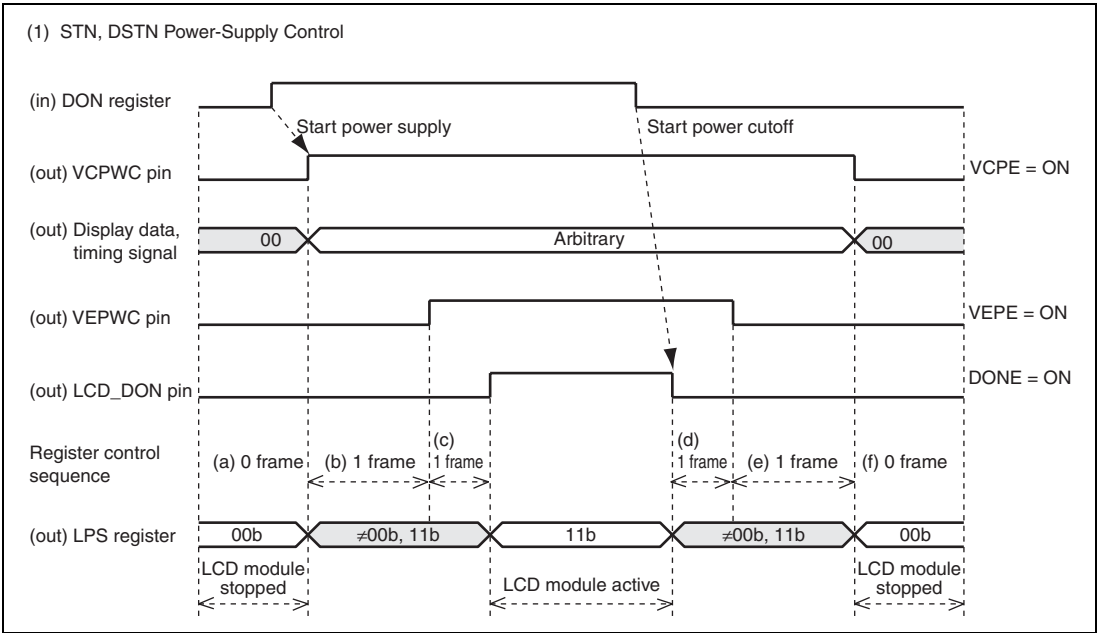 (1) STN, DSTN Power-Supply Control
(in) DON register
Start power supply
Start power cutoff
(out) VCPWC pin
VCPE = ON
(out) Display data,
timing signal
00
Arbitrary
00
(out) VEPWC pin
VEPE = ON
(out) LCD_DON pin
DONE = ON
Register control
sequence
(a) 0 frame
(b) 1 frame
(c)
1 frame
(d)
1 frame
(e) 1 frame
(f) 0 frame
(out) LPS register
00b
≠00b, 11b
11b
≠00b, 11b
00b
LCD module
stopped
LCD module active
LCD module
stopped